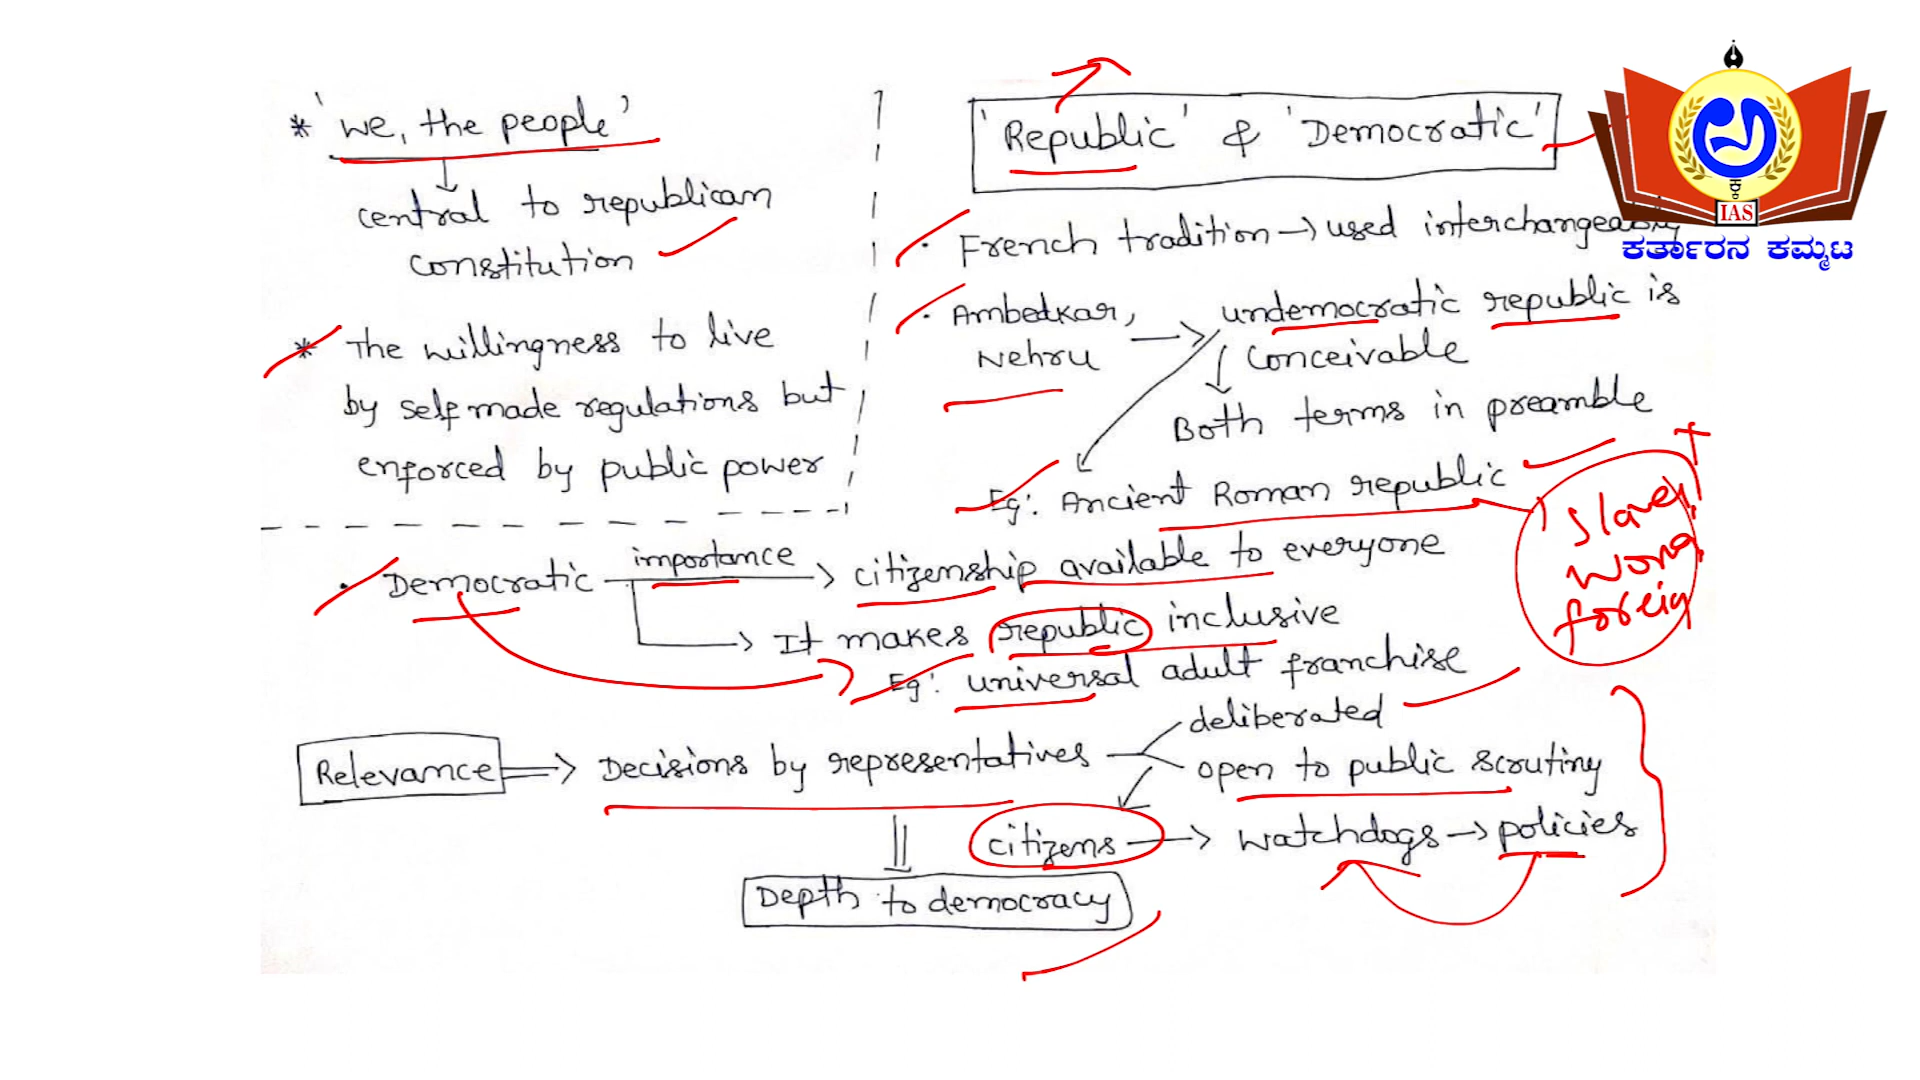 * 'we, the people'
central to republican
constitution
* The willingness to live
by self made regulations but
enforced by public power
'Republic' & 'Democratic'
• French tradition → used interchangeably
• Ambedkar, → undemocratic republic is
Nehru
conceivable
Both terms in preamble
Eg: Ancient Roman republic
Slaves,
foreig
• Democratic importance → citizenship available to everyone
→ It makes republic inclusive
Eg: universal adult franchise
Relevance ⇒ Decisions by representatives
deliberated
open to public scrutiny
citizens → watchdogs → policies
Depth to democracy
IAS
ಕರ್ತಾರನ ಕಮ್ಮಟ